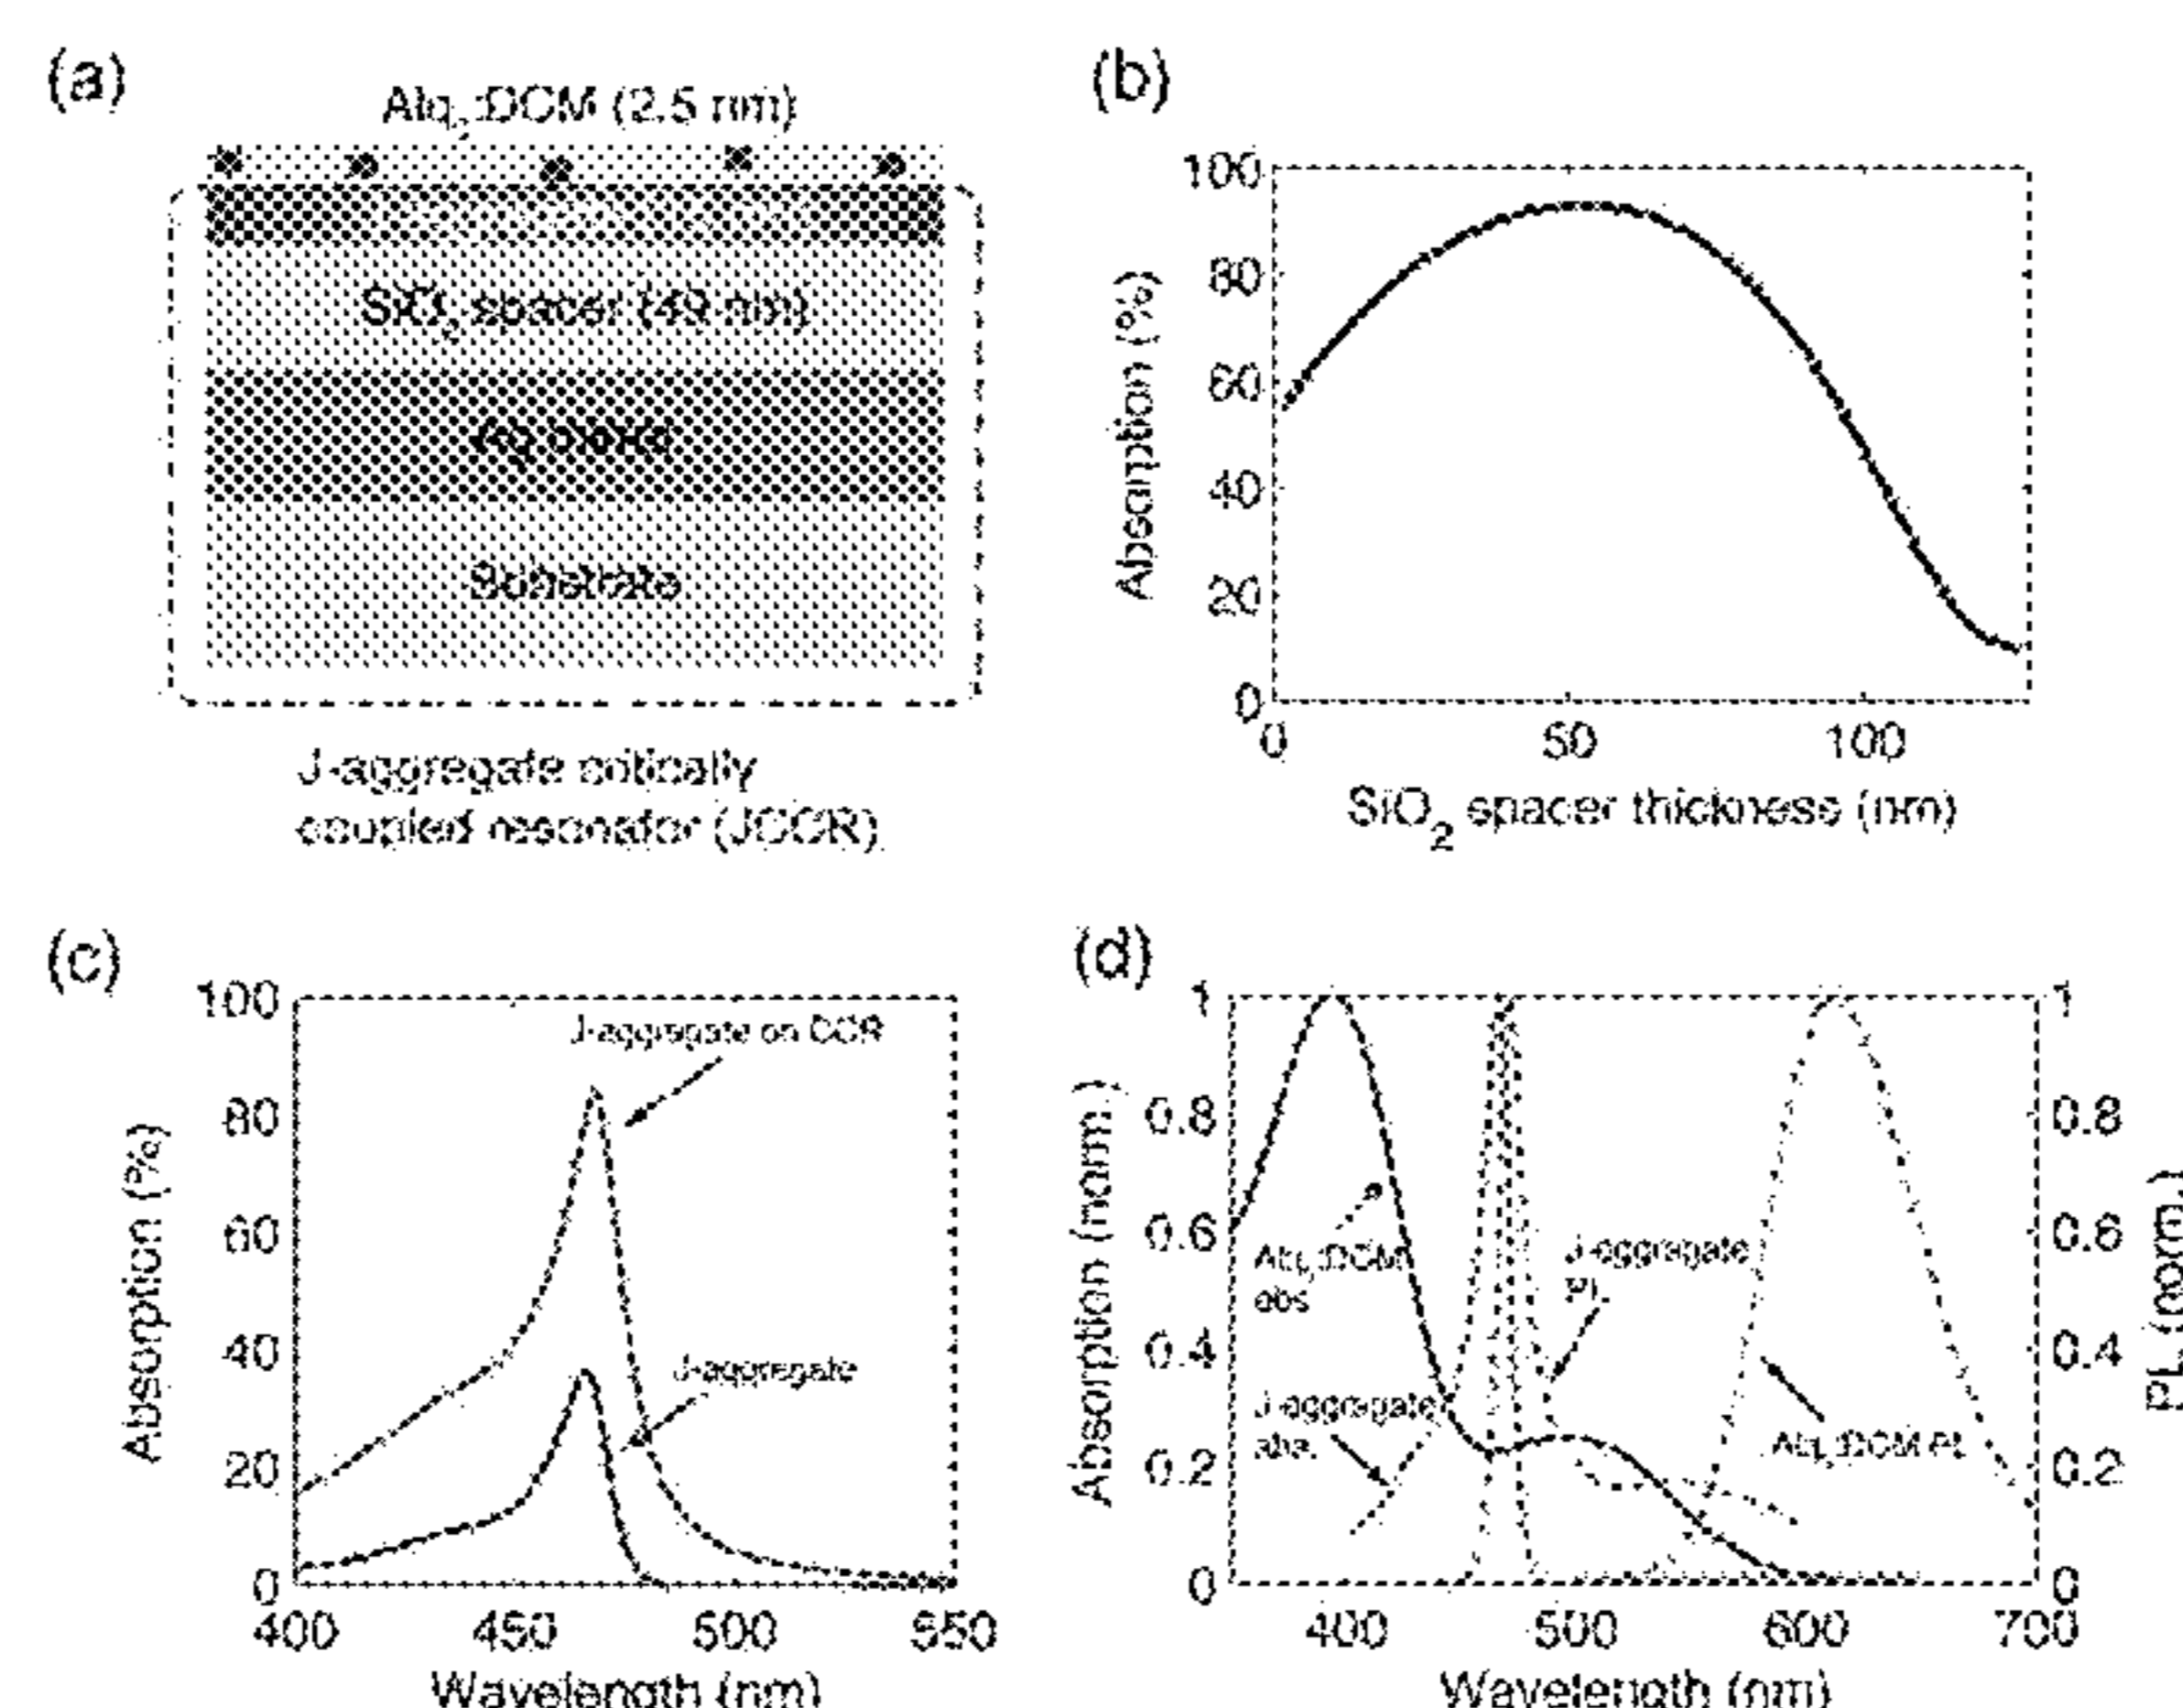 (a)
Alq3:DCM (2.5 nm)
SiO2 spacer (49 nm)
Ag mirror
Substrate
J-aggregate critically
coupled resonator (JCCR)
(b)
100
80
60
40
20
0
0 50 100
Absorption (%)
SiO2 spacer thickness (nm)
(c)
100
80
60
40
20
0
400 450 500 550
Absorption (%)
Wavelength (nm)
J-aggregate on CCR
J-aggregate
(d)
1
0.8
0.6
0.4
0.2
0
1
0.8
0.6
0.4
0.2
0
400 500 600 700
Absorption (norm.)
PL (norm.)
Wavelength (nm)
Alq3:DCM
abs
J-aggregate
PL
J-aggregate
abs.
Alq3:DCM PL